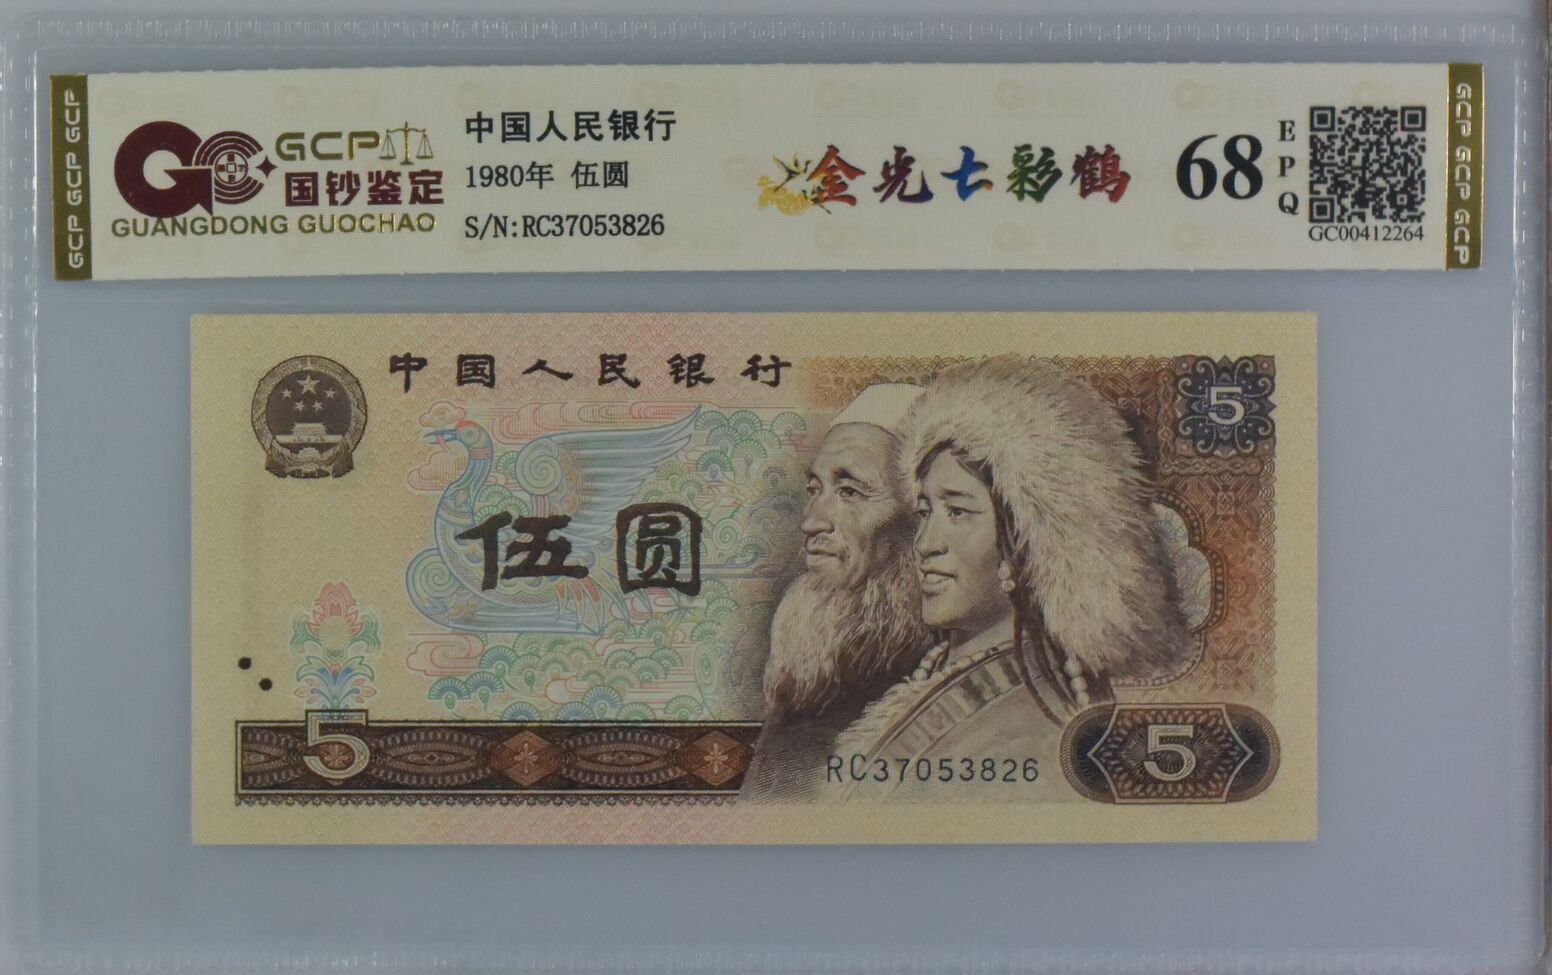 GCP GCP GCP
GCP
国钞鉴定
GUANGDONG GUOCHAO
中国人民银行
1980年 伍圆
S/N:RC37053826
金光七彩鹤
68
EPQ
GC00412264
GCP GCP GCP
中国人民银行
5
伍圆
5
RC37053826
5